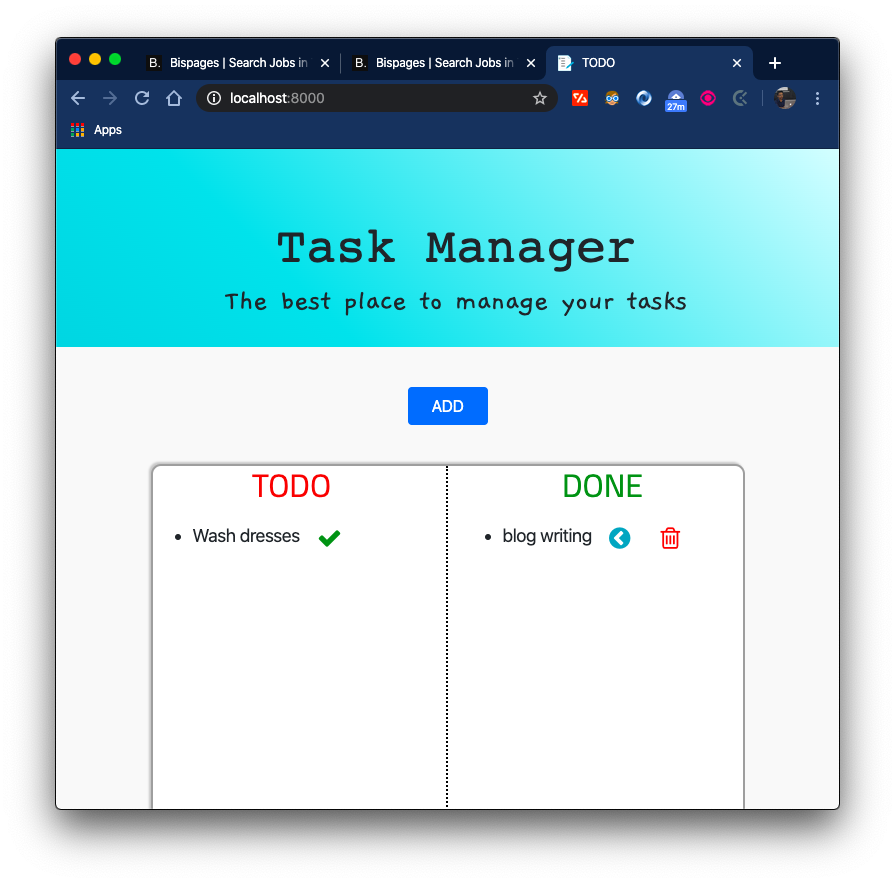 B. Bispages | Search Jobs in
B. Bispages | Search Jobs in
TODO
localhost:8000
27m
Apps
Task Manager
The best place to manage your tasks
ADD
TODO
DONE
Wash dresses
blog writing